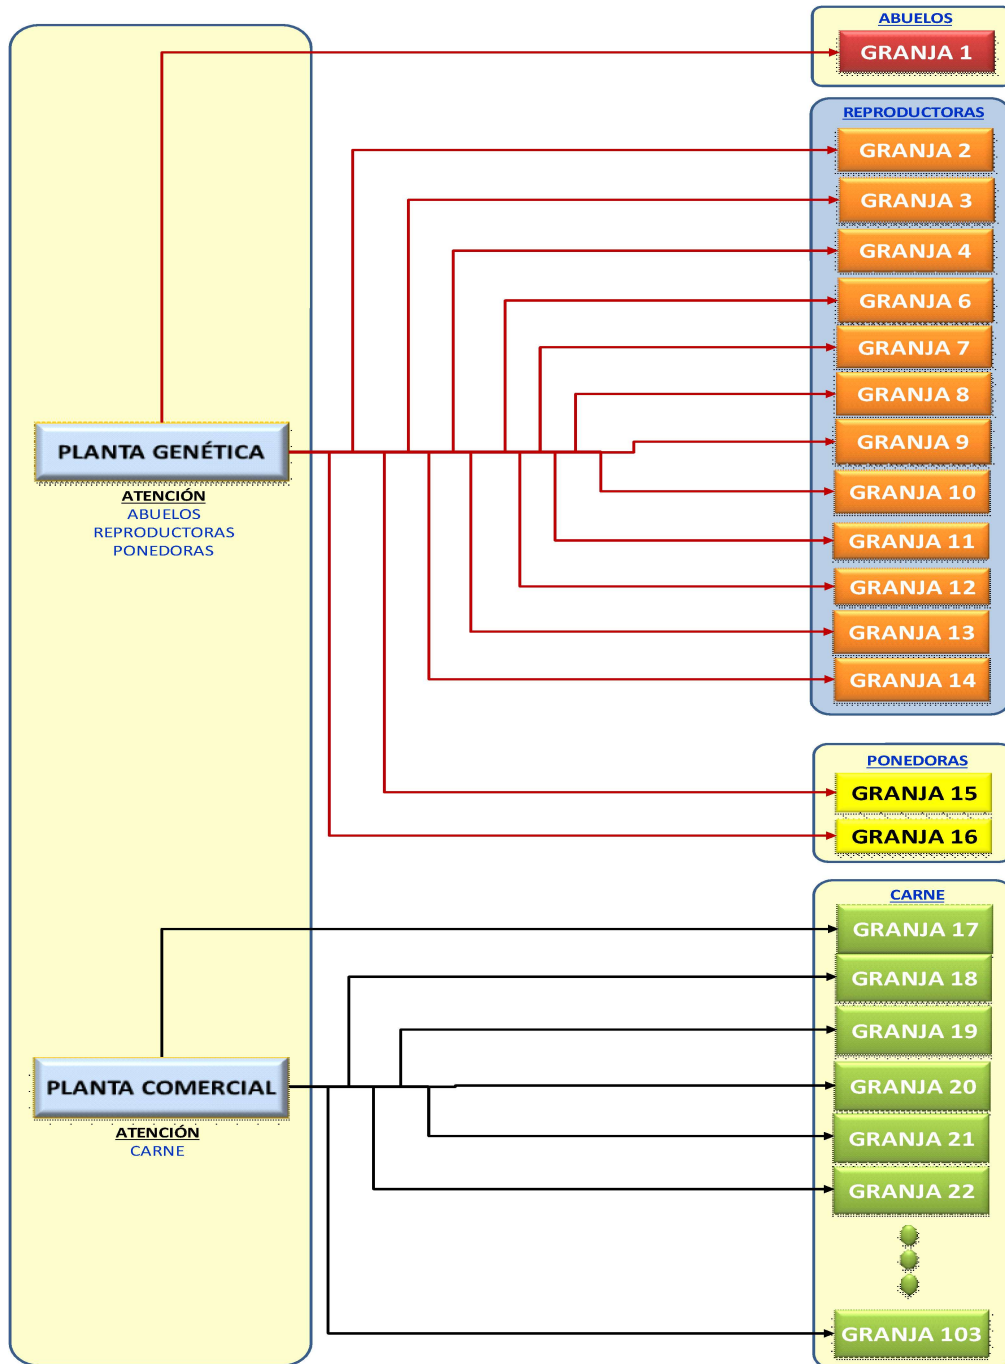 ABUELOS
GRANJA 1
REPRODUCTORAS
GRANJA 2
GRANJA 3
GRANJA 4
GRANJA 6
GRANJA 7
GRANJA 8
GRANJA 9
GRANJA 10
GRANJA 11
GRANJA 12
GRANJA 13
GRANJA 14
PLANTA GENÉTICA
ATENCIÓN
ABUELOS
REPRODUCTORAS
PONEDORAS
PONEDORAS
GRANJA 15
GRANJA 16
CARNE
GRANJA 17
GRANJA 18
GRANJA 19
GRANJA 20
GRANJA 21
GRANJA 22
GRANJA 103
PLANTA COMERCIAL
ATENCIÓN
CARNE